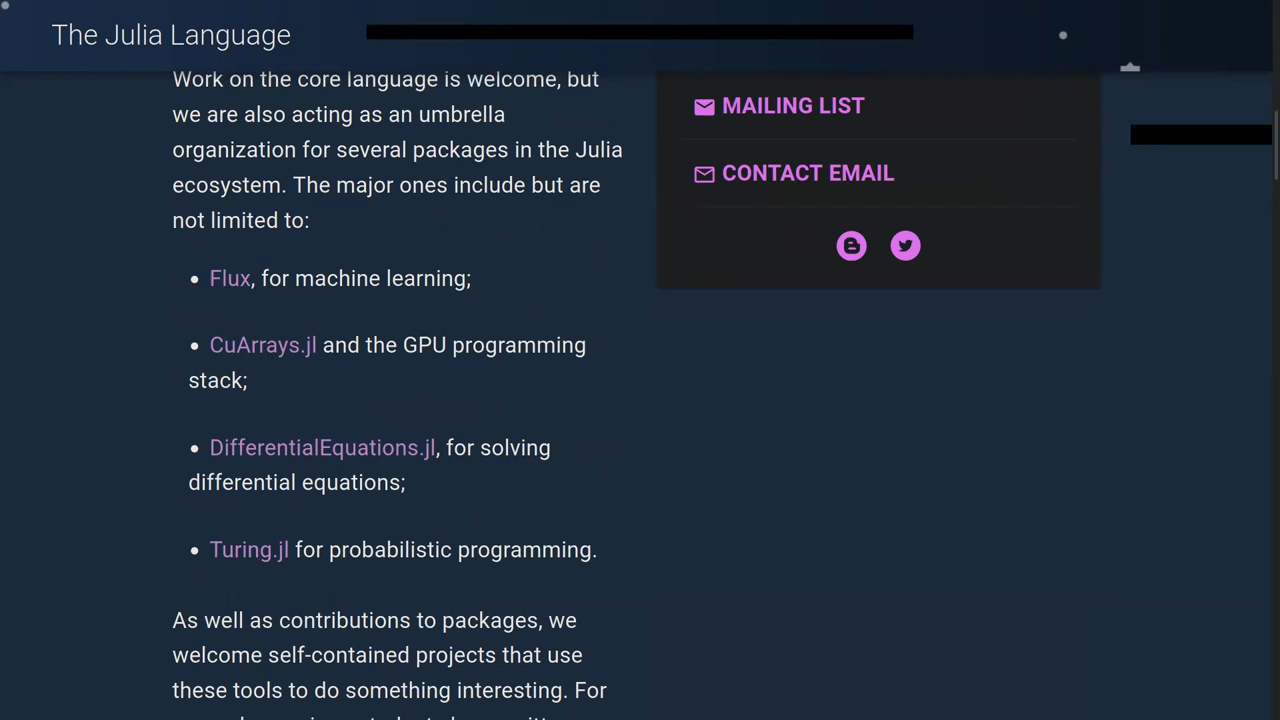 The Julia Language
Work on the core language is welcome, but
we are also acting as an umbrella
organization for several packages in the Julia
ecosystem. The major ones include but are
not limited to:
• Flux, for machine learning;
• CuArrays.jl and the GPU programming
stack;
• DifferentialEquations.jl, for solving
differential equations;
• Turing.jl for probabilistic programming.
As well as contributions to packages, we
welcome self-contained projects that use
these tools to do something interesting. For
MAILING LIST
CONTACT EMAIL